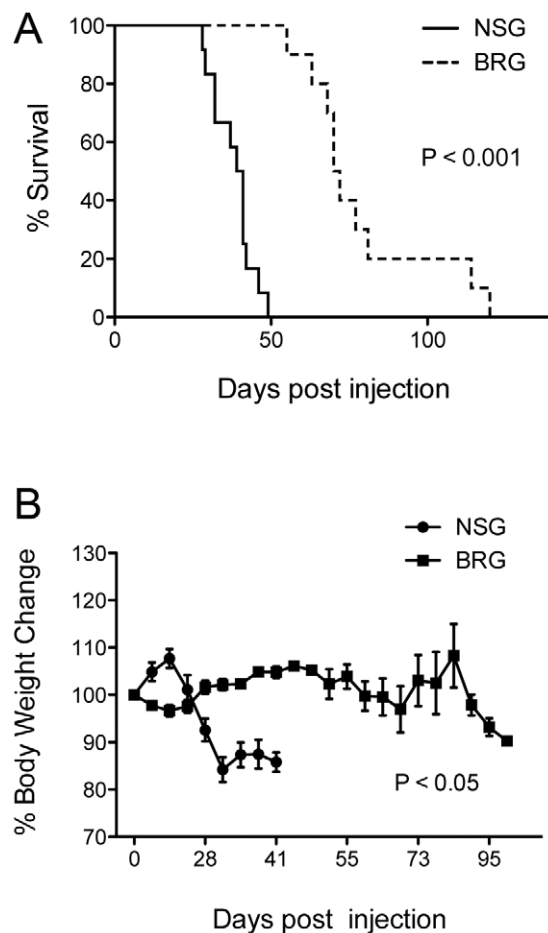 A
NSG
BRG
P < 0.001
% Survival
100
80
60
40
20
0
0 50 100
Days post injection
B
NSG
BRG
% Body Weight Change
130
120
110
100
90
80
70
P < 0.05
0 28 41 55 73 95
Days post injection